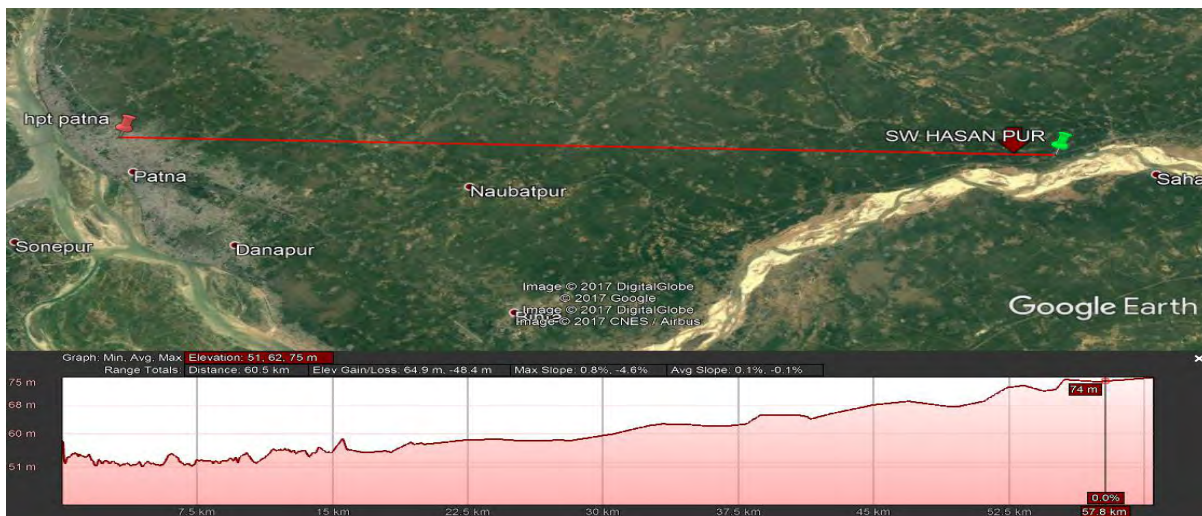 hpt patna
SW HASAN PUR
Patna
Naubatpur
Saha
Sonepur
Danapur
Image © 2017 DigitalGlobe
© 2017 Google
Image © 2017 DigitalGlobe
Image © 2017 CNES / Airbus
Google Earth
Graph: Min, Avg, Max Elevation: 51, 62, 75 m
Range Totals: Distance: 60.5 km Elev Gain/Loss: 64.9 m, -48.4 m Max Slope: 0.8%, -4.6% Avg Slope: 0.1%, -0.1%
75 m
74 m
68 m
60 m
51 m
0.0%
7.5 km 15 km 22.5 km 30 km 37.5 km 45 km 52.5 km 57.8 km